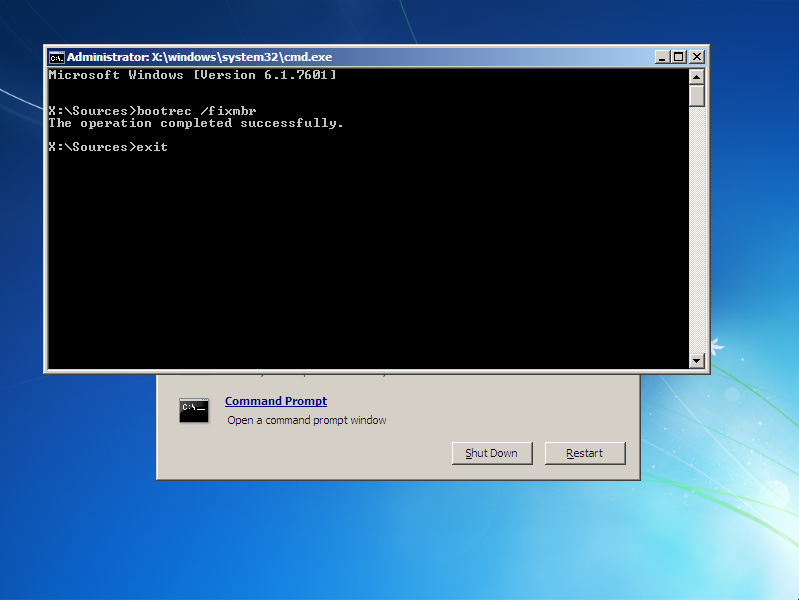 Administrator: X:\windows\system32\cmd.exe
Microsoft Windows [Version 6.1.7601]
X:\Sources>bootrec /fixmbr
The operation completed successfully.
X:\Sources>exit
Command Prompt
Open a command prompt window
Shut Down
Restart